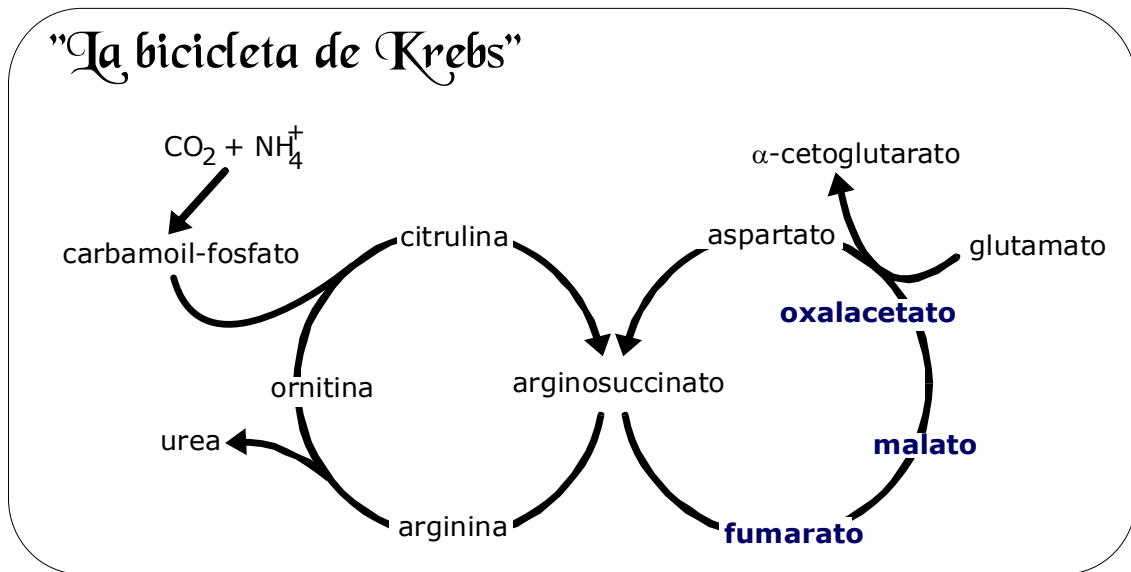 "La bicicleta de Krebs"
CO₂ + NH₄⁺
α-cetoglutarato
carbamoil-fosfato
citrulina
aspartato
glutamato
oxalacetato
ornitina
arginosuccinato
urea
malato
arginina
fumarato